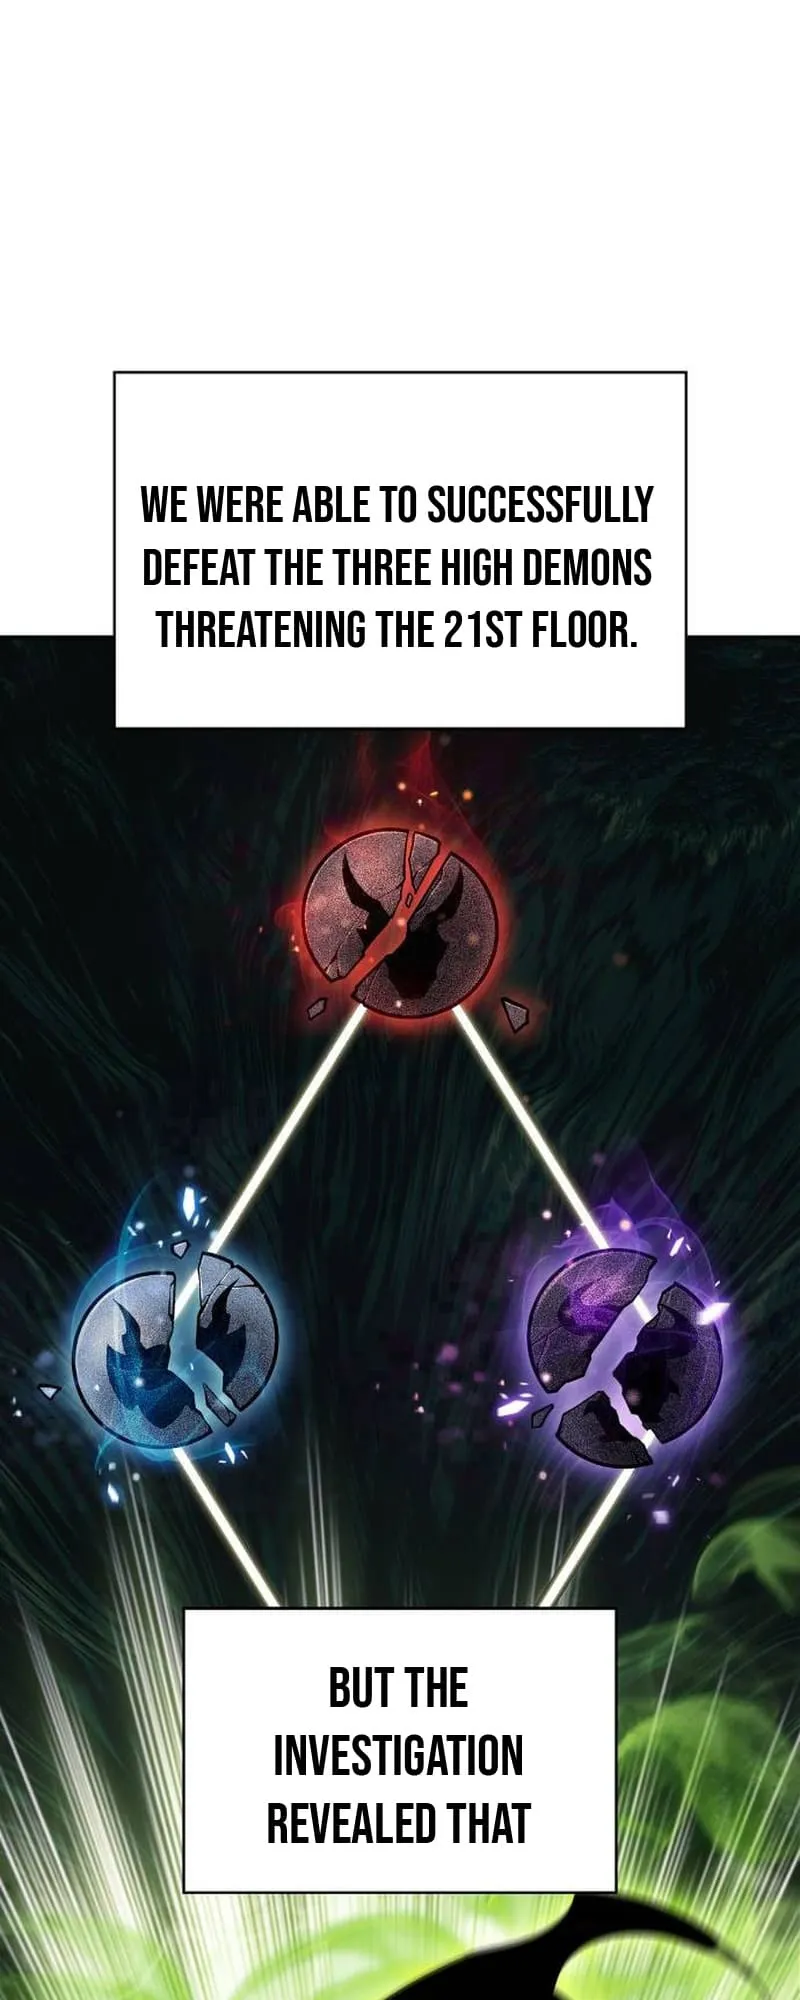 WE WERE ABLE TO SUCCESSFULLY
DEFEAT THE THREE HIGH DEMONS
THREATENING THE 21ST FLOOR.
BUT THE
INVESTIGATION
REVEALED THAT